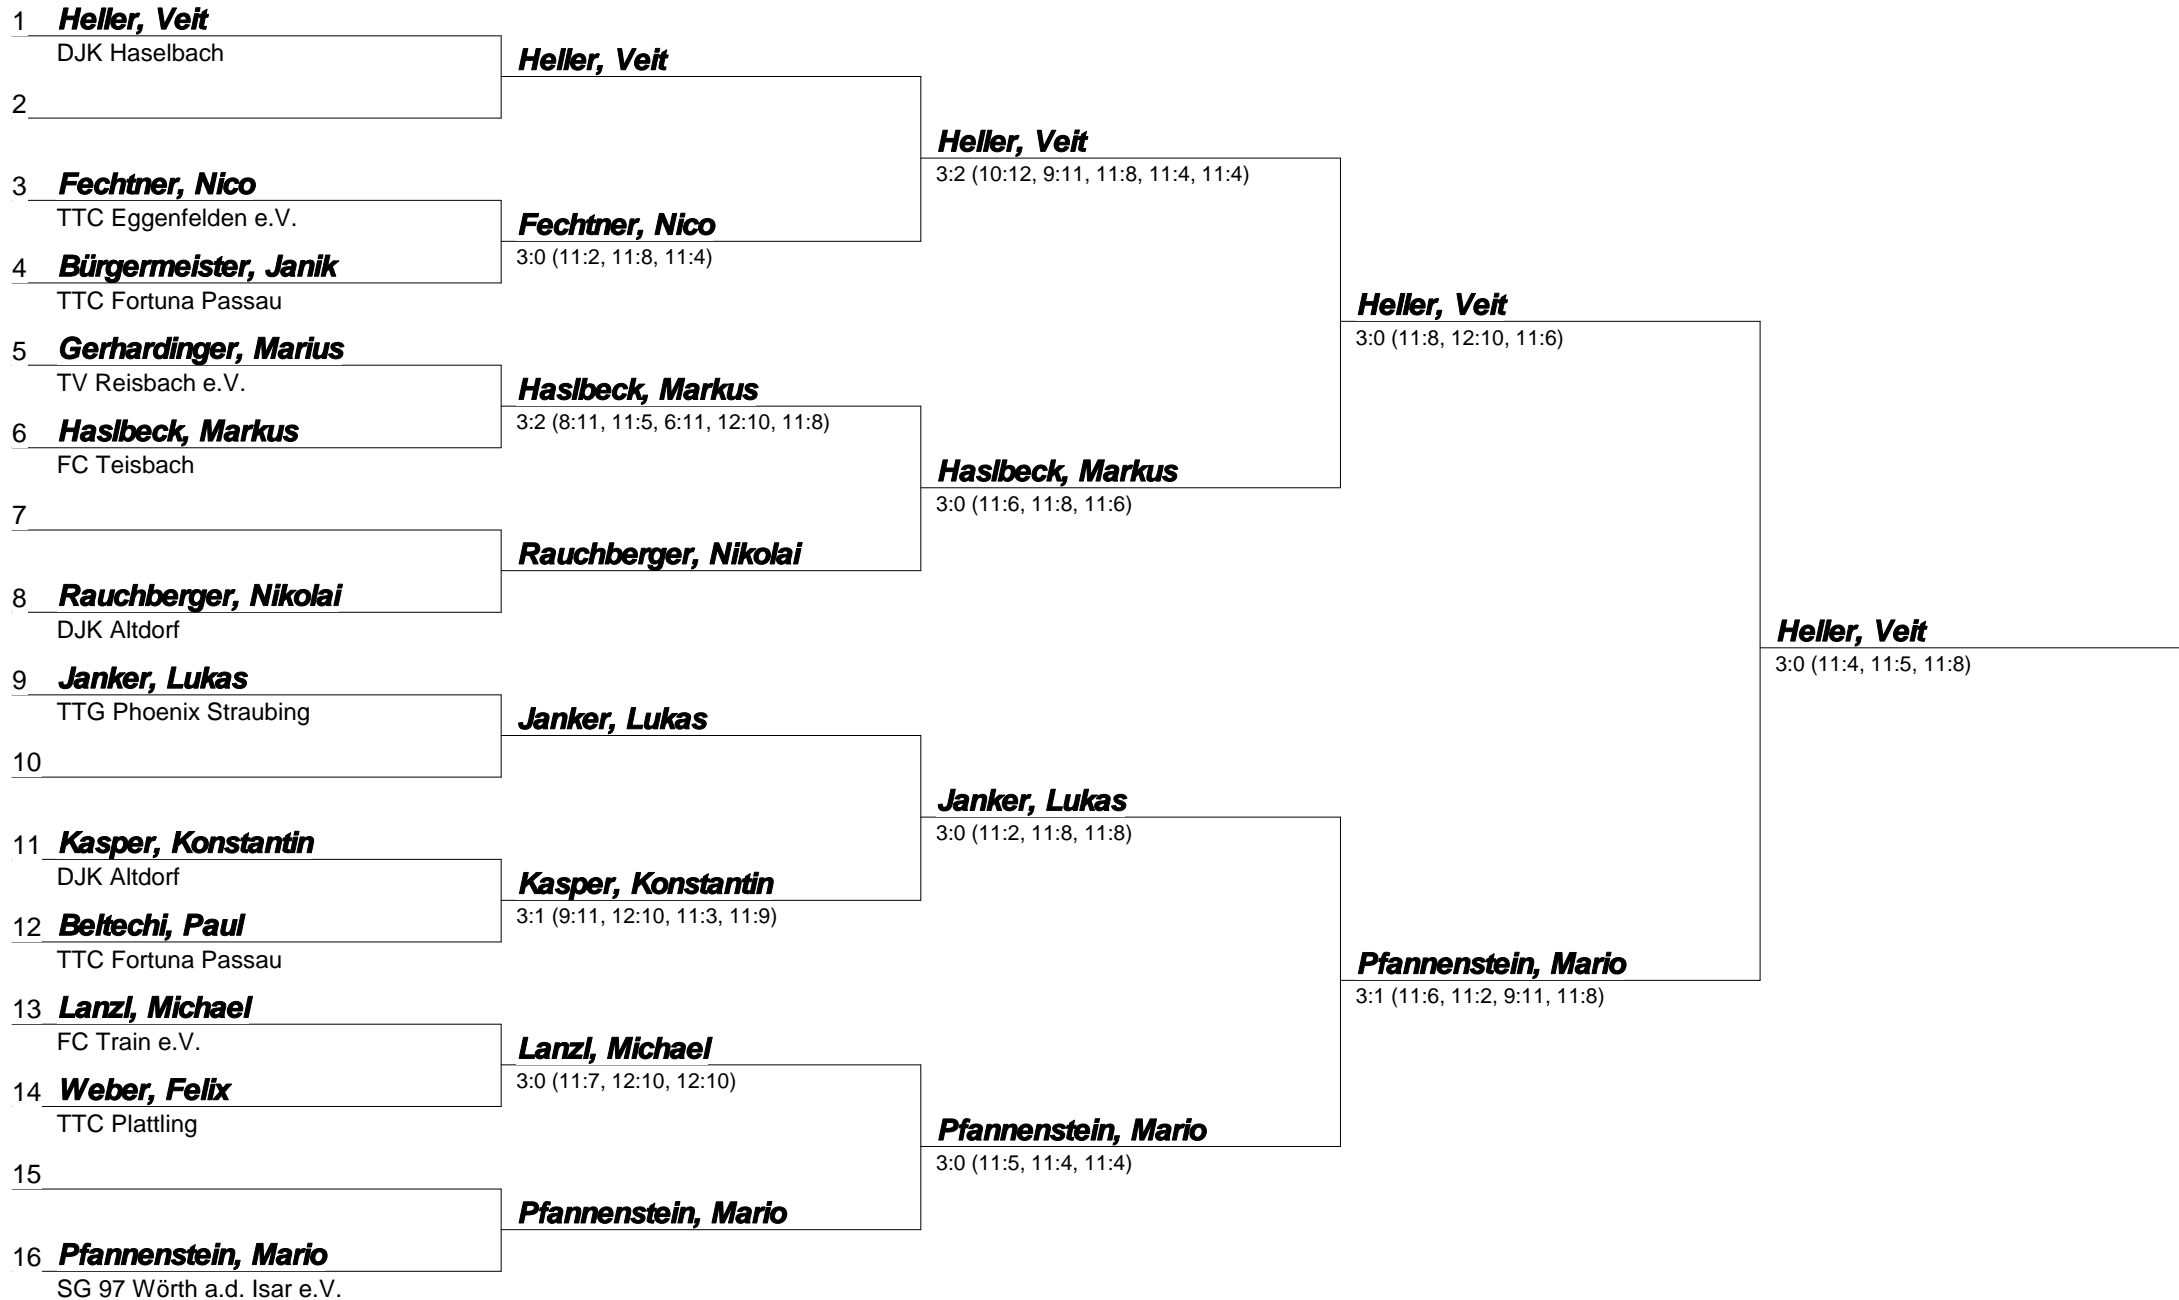 1 Heller, Veit
DJK Haselbach
2
3 Fechtner, Nico
TTC Eggenfelden e.V.
4 Bürgermeister, Janik
TTC Fortuna Passau
5 Gerhardinger, Marius
TV Reisbach e.V.
6 Haslbeck, Markus
FC Teisbach
7
8 Rauchberger, Nikolai
DJK Altdorf
9 Janker, Lukas
TTG Phoenix Straubing
10
11 Kasper, Konstantin
DJK Altdorf
12 Beltechi, Paul
TTC Fortuna Passau
13 Lanzl, Michael
FC Train e.V.
14 Weber, Felix
TTC Plattling
15
16 Pfannenstein, Mario
SG 97 Wörth a.d. Isar e.V.
Heller, Veit
Fechtner, Nico
3:0 (11:2, 11:8, 11:4)
Haslbeck, Markus
3:2 (8:11, 11:5, 6:11, 12:10, 11:8)
Rauchberger, Nikolai
Janker, Lukas
Kasper, Konstantin
3:1 (9:11, 12:10, 11:3, 11:9)
Lanzl, Michael
3:0 (11:7, 12:10, 12:10)
Pfannenstein, Mario
Heller, Veit
3:2 (10:12, 9:11, 11:8, 11:4, 11:4)
Haslbeck, Markus
3:0 (11:6, 11:8, 11:6)
Janker, Lukas
3:0 (11:2, 11:8, 11:8)
Pfannenstein, Mario
3:0 (11:5, 11:4, 11:4)
Heller, Veit
3:0 (11:8, 12:10, 11:6)
Pfannenstein, Mario
3:1 (11:6, 11:2, 9:11, 11:8)
Heller, Veit
3:0 (11:4, 11:5, 11:8)